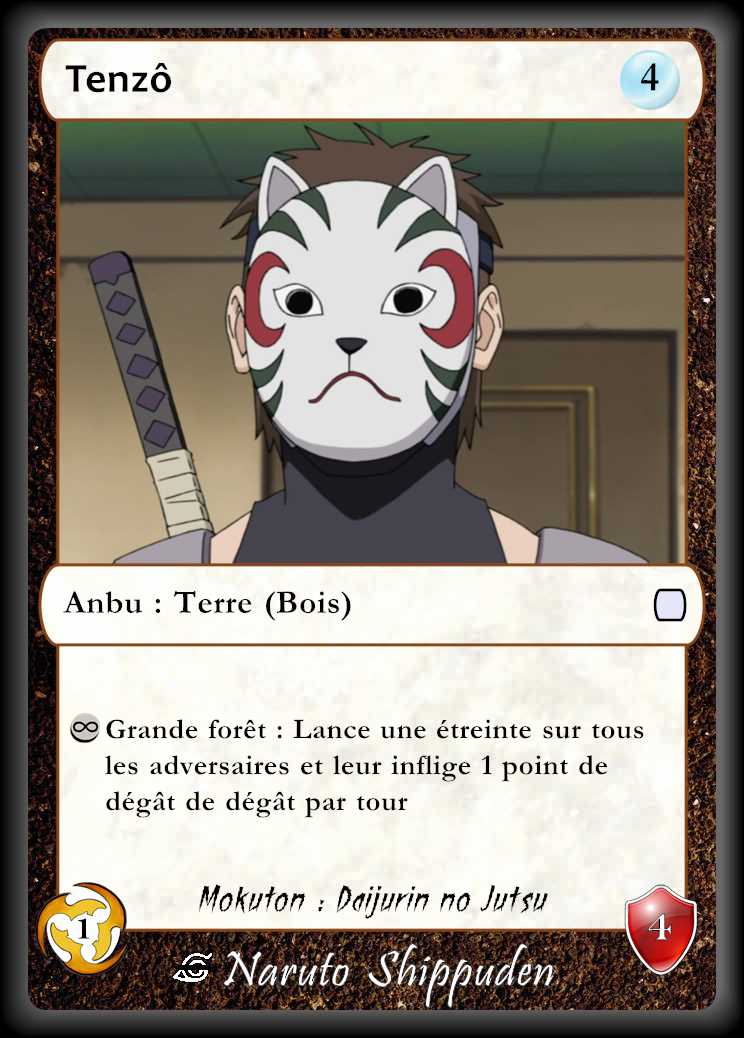 Tenzô
4
Anbu : Terre (Bois)
∞ Grande forêt : Lance une étreinte sur tous
les adversaires et leur inflige 1 point de
dégât de dégât par tour
Mokuton : Daijurin no Jutsu
1
4
Naruto Shippuden